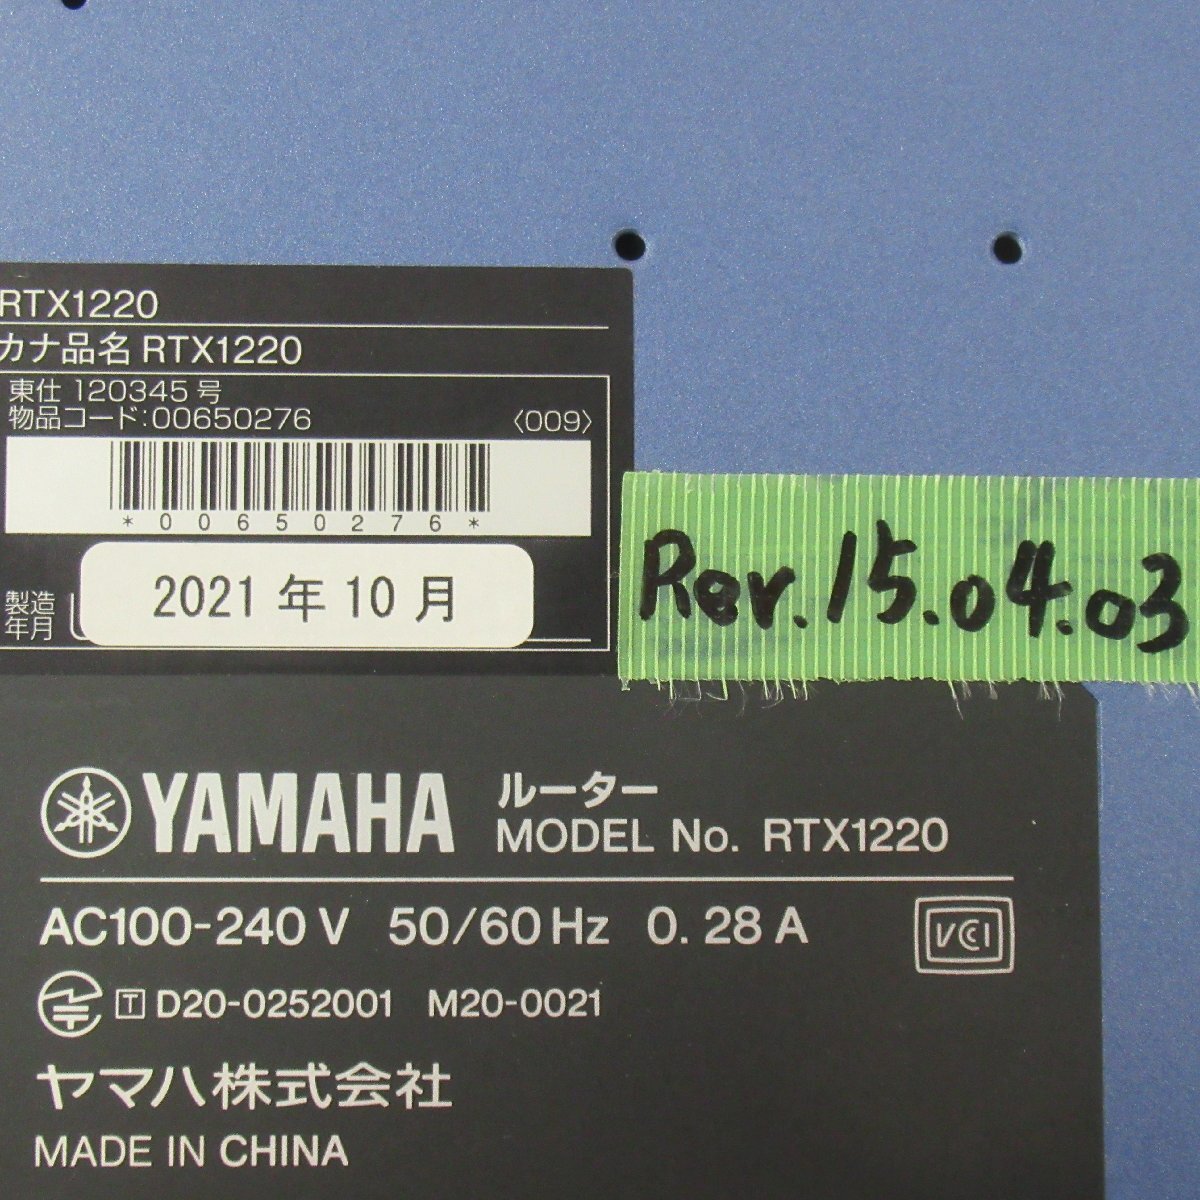 RTX1220
カナ品名 RTX1220
東仕 120345 号
物品コード:00650276 〈009〉
*00650276*
製造年月 2021 年 10 月
Rev.15.04.03
YAMAHA ルーター
MODEL No. RTX1220
AC100-240 V 50/60 Hz 0. 28 A
VCCI
T D20-0252001 M20-0021
ヤマハ株式会社
MADE IN CHINA